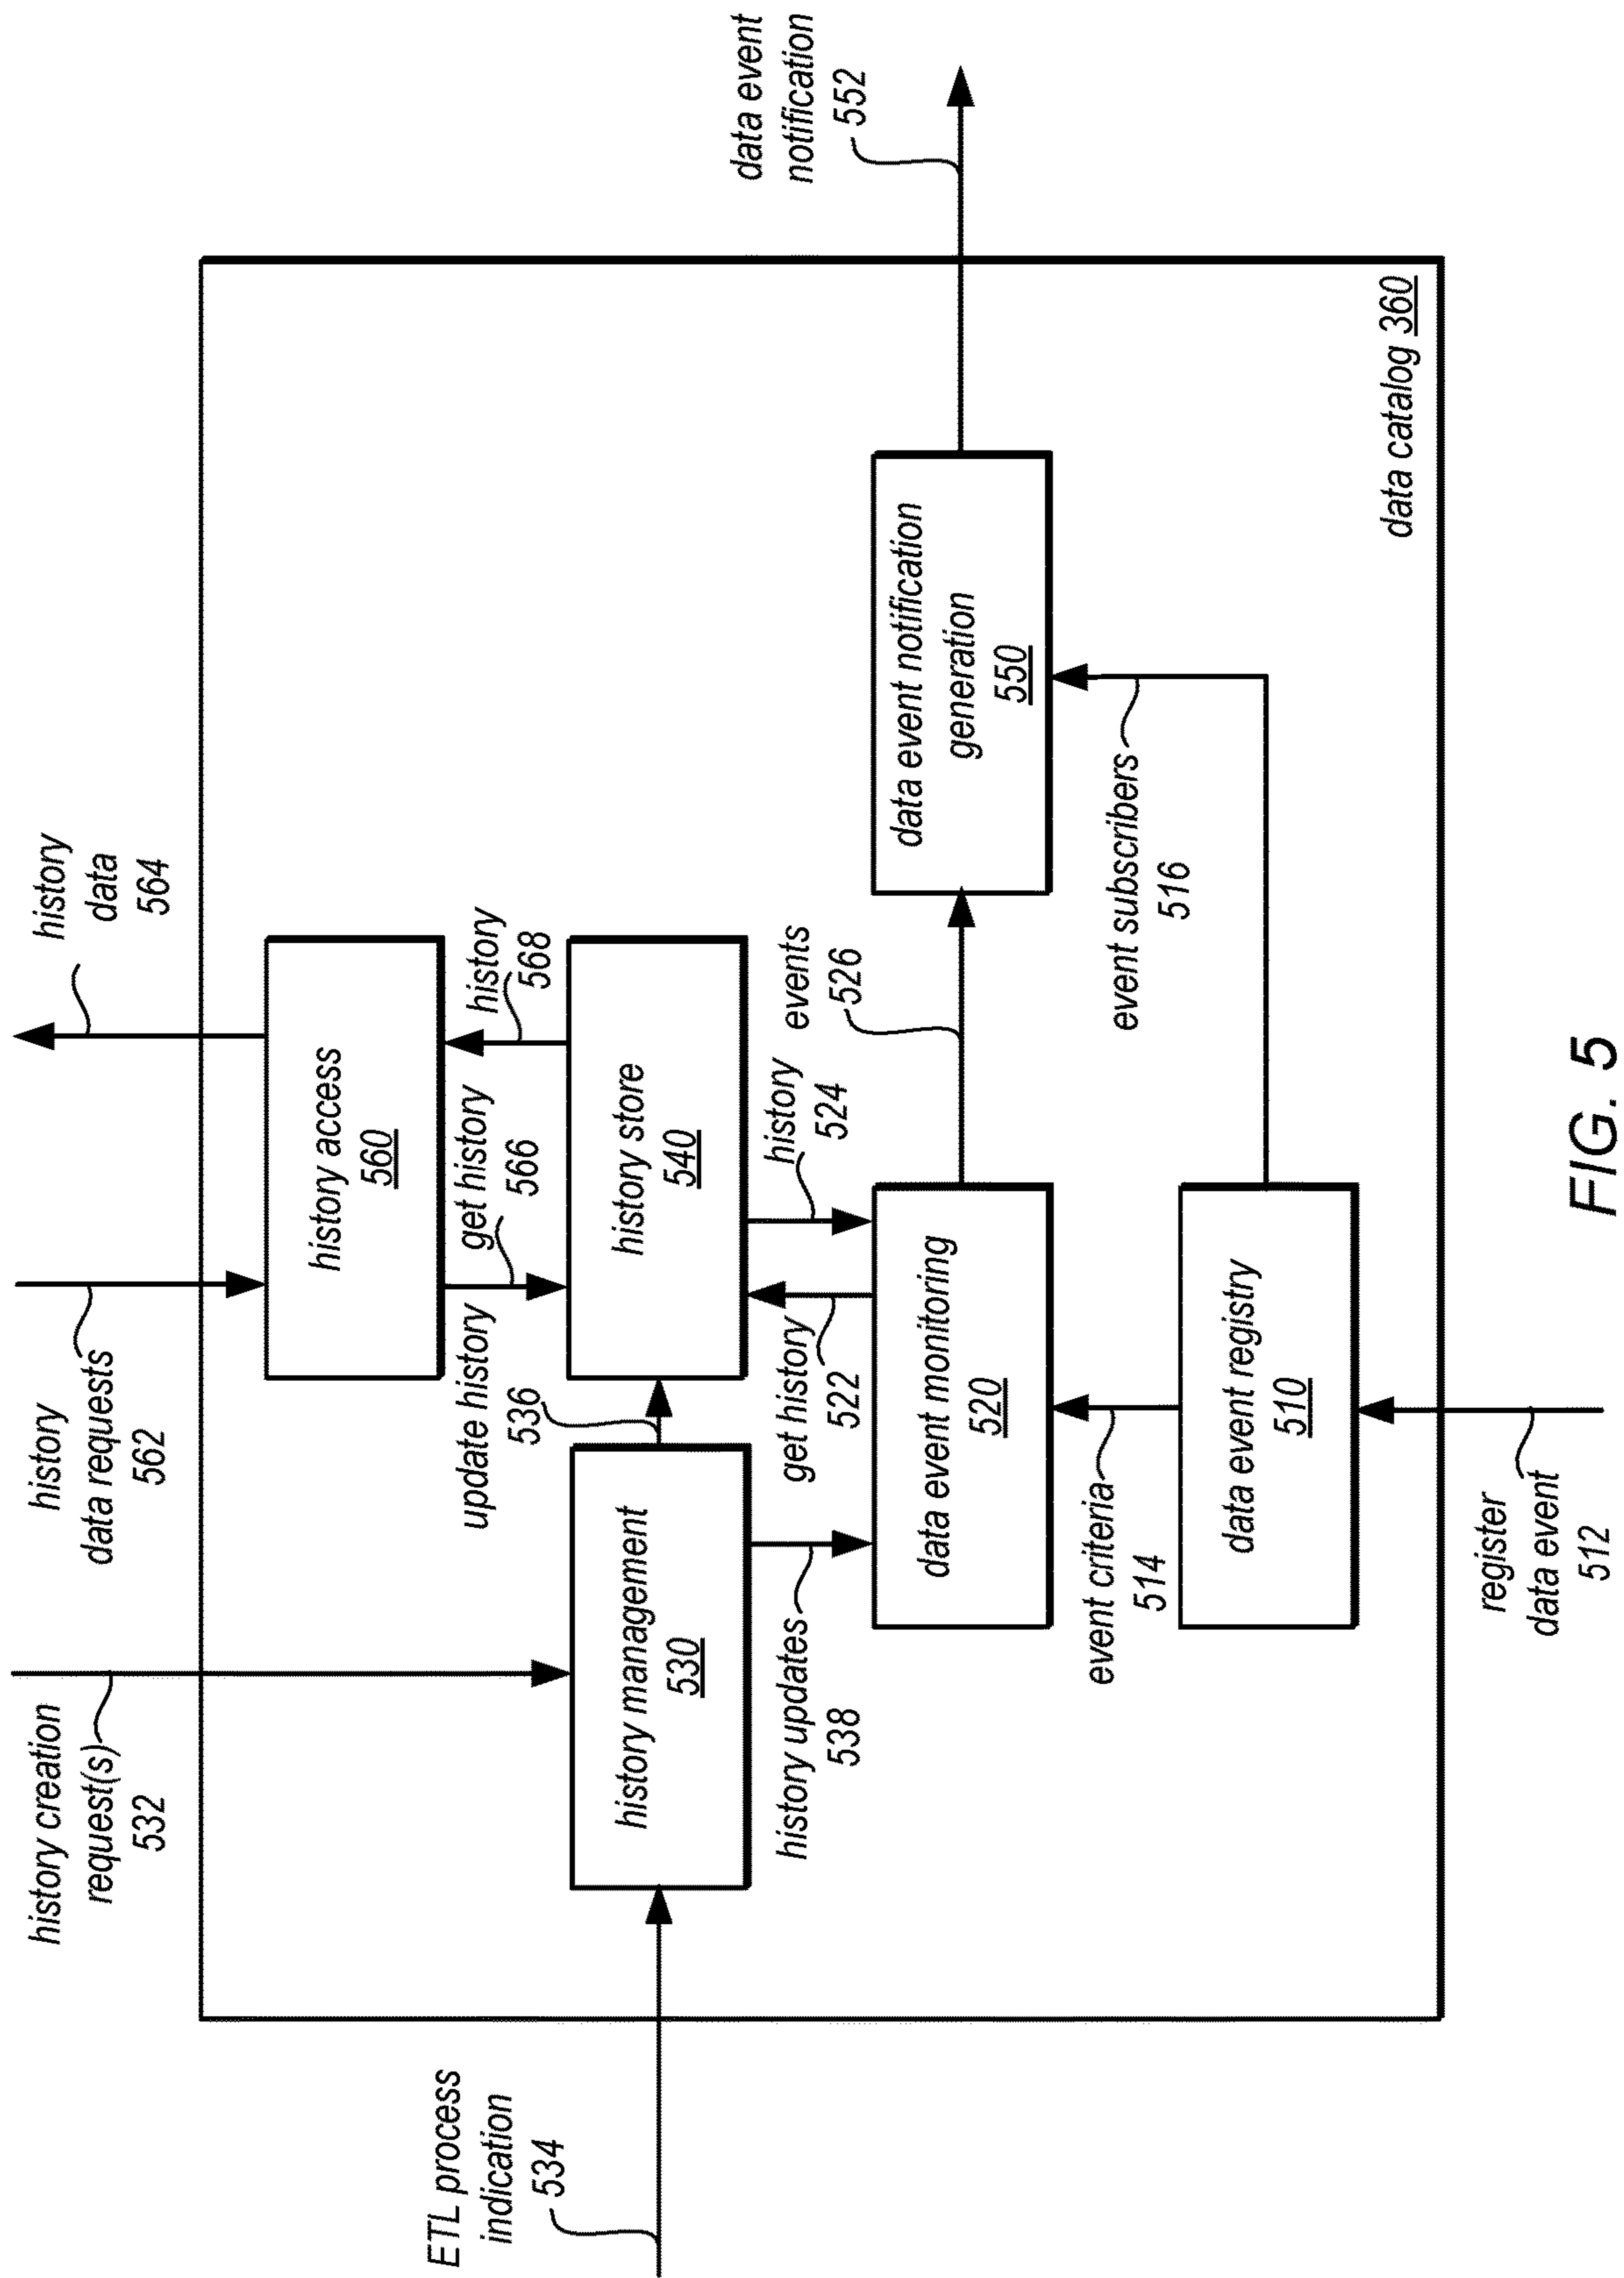 history creation
request(s)
532
history
data requests
562
history
data
564
history access
560
ETL process
indication
534
update history
536
get history
566
history
568
history management
530
history store
540
history updates
538
get history
522
history
524
events
526
data event
notification
552
data event monitoring
520
data event notification
generation
550
event criteria
514
event subscribers
516
data event registry
510
data catalog 360
register
data event
512
FIG. 5